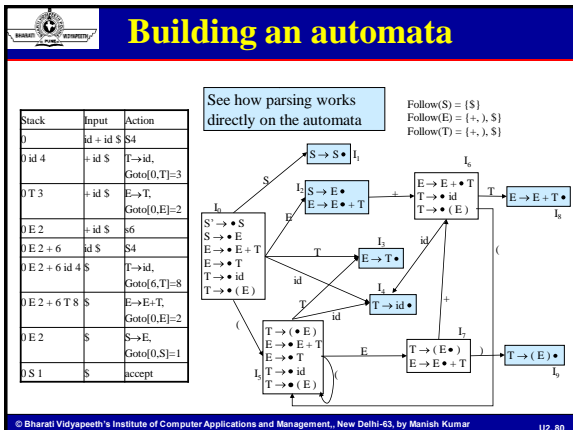 BHARATI
VIDYAPEETH
PUNE
Building an automata
Stack Input Action
0 id + id $ S4
0 id 4 + id $ T→id,
Goto[0,T]=3
0 T 3 + id $ E→T,
Goto[0,E]=2
0 E 2 + id $ s6
0 E 2 + 6 id $ S4
0 E 2 + 6 id 4 $ T→id,
Goto[6,T]=8
0 E 2 + 6 T 8 $ E→E+T,
Goto[0,E]=2
0 E 2 $ S→E,
Goto[0,S]=1
0 S 1 $ accept
See how parsing works
directly on the automata
Follow(S) = {$}
Follow(E) = {+, ), $}
Follow(T) = {+, ), $}
S → S •
I1
S
I2
S → E •
E → E • + T
E
+
I6
E → E + • T
T → • id
T → • ( E )
T
E → E + T •
I8
I0
S' → • S
S → • E
E → • E + T
E → • T
T → • id
T → • ( E )
T
I3
E → T •
id
(
id
I4
T → id •
T
id
(
+
I5
T → ( • E )
E → • E + T
E → • T
T → • id
T → • ( E )
(
E
I7
T → ( E • )
E → E • + T
)
T → ( E ) •
I9
© Bharati Vidyapeeth's Institute of Computer Applications and Management,, New Delhi-63, by Manish Kumar
U2. 80